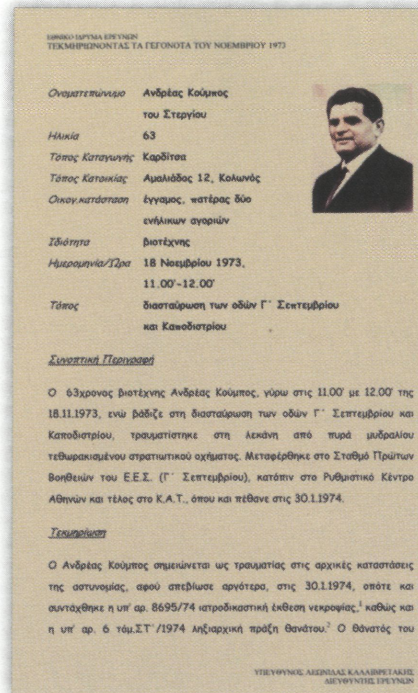 ΕΘΝΙΚΟ ΙΔΡΥΜΑ ΕΡΕΥΝΩΝ
ΤΕΚΜΗΡΙΩΝΟΝΤΑΣ ΤΑ ΓΕΓΟΝΟΤΑ ΤΟΥ ΝΟΕΜΒΡΙΟΥ 1973
Ονοματεπώνυμο Ανδρέας Κούμπος
του Στεργίου
Ηλικία 63
Τόπος Καταγωγής Καρδίτσα
Τόπος Κατοικίας Αμαλιάδος 12, Κολωνός
Οικογ.κατάσταση έγγαμος, πατέρας δύο
ενήλικων αγοριών
Ιδιότητα βιοτέχνης
Ημερομηνία/Ώρα 18 Νοεμβρίου 1973,
11.00'-12.00'
Τόπος διασταύρωση των οδών Γ΄ Σεπτεμβρίου
και Καποδιστρίου
Συνοπτική Περιγραφή
Ο 63χρονος βιοτέχνης Ανδρέας Κούμπος, γύρω στις 11.00' με 12.00' της
18.11.1973, ενώ βάδιζε στη διασταύρωση των οδών Γ΄ Σεπτεμβρίου και
Καποδιστρίου, τραυματίστηκε στη λεκάνη από πυρά μυδραλίου
τεθωρακισμένου στρατιωτικού οχήματος. Μεταφέρθηκε στο Σταθμό Πρώτων
Βοηθειών του Ε.Ε.Σ. (Γ΄ Σεπτεμβρίου), κατόπιν στο Ρυθμιστικό Κέντρο
Αθηνών και τέλος στο Κ.Α.Τ., όπου και πέθανε στις 30.1.1974.
Τεκμηρίωση
Ο Ανδρέας Κούμπος σημειώνεται ως τραυματίας στις αρχικές καταστάσεις
της αστυνομίας, αφού απεβίωσε αργότερα, στις 30.1.1974, οπότε και
συντάχθηκε η υπ' αρ. 8695/74 ιατροδικαστική έκθεση νεκροψίας,¹ καθώς και
η υπ' αρ. 6 τόμ.ΣΤ΄/1974 ληξιαρχική πράξη θανάτου.² Ο θάνατός του
ΥΠΕΥΘΥΝΟΣ ΛΕΩΝΙΔΑΣ ΚΑΛΛΙΒΡΕΤΑΚΗΣ
ΔΙΕΥΘΥΝΤΗΣ ΕΡΕΥΝΩΝ